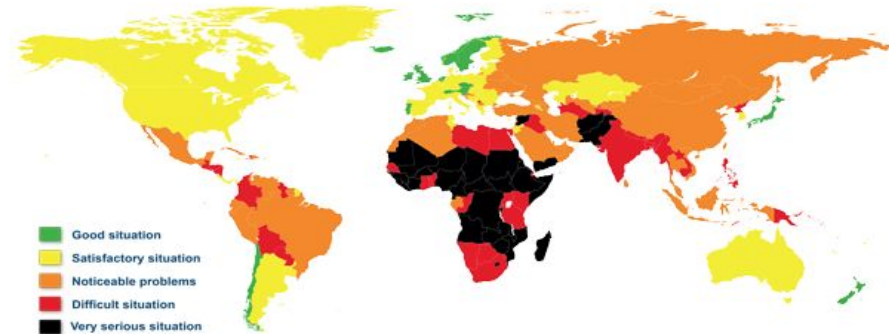 Good situation
Satisfactory situation
Noticeable problems
Difficult situation
Very serious situation